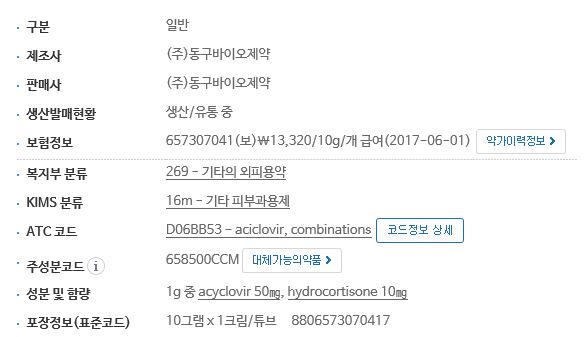 구분 일반
제조사 (주)동구바이오제약
판매사 (주)동구바이오제약
생산발매현황 생산/유통 중
보험정보 657307041(보)₩13,320/10g/개 급여(2017-06-01) 약가이력정보
복지부 분류 269 - 기타의 외피용약
KIMS 분류 16m - 기타 피부과용제
ATC 코드 D06BB53 - aciclovir, combinations 코드정보 상세
주성분코드 i 658500CCM 대체가능의약품
성분 및 함량 1g 중 acyclovir 50㎎, hydrocortisone 10㎎
포장정보(표준코드) 10그램 x 1크림/튜브 8806573070417